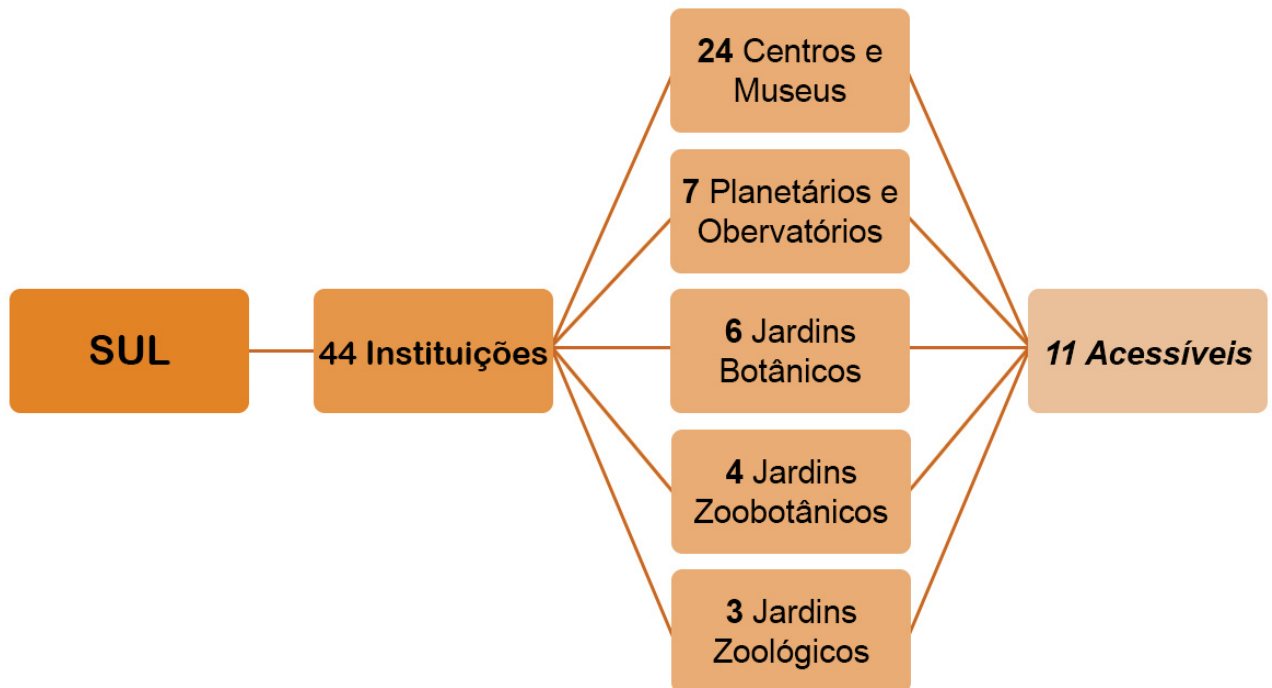 SUL
44 Instituições
24 Centros e
Museus
7 Planetários e
Obervatórios
6 Jardins
Botânicos
4 Jardins
Zoobotânicos
3 Jardins
Zoológicos
11 Acessíveis